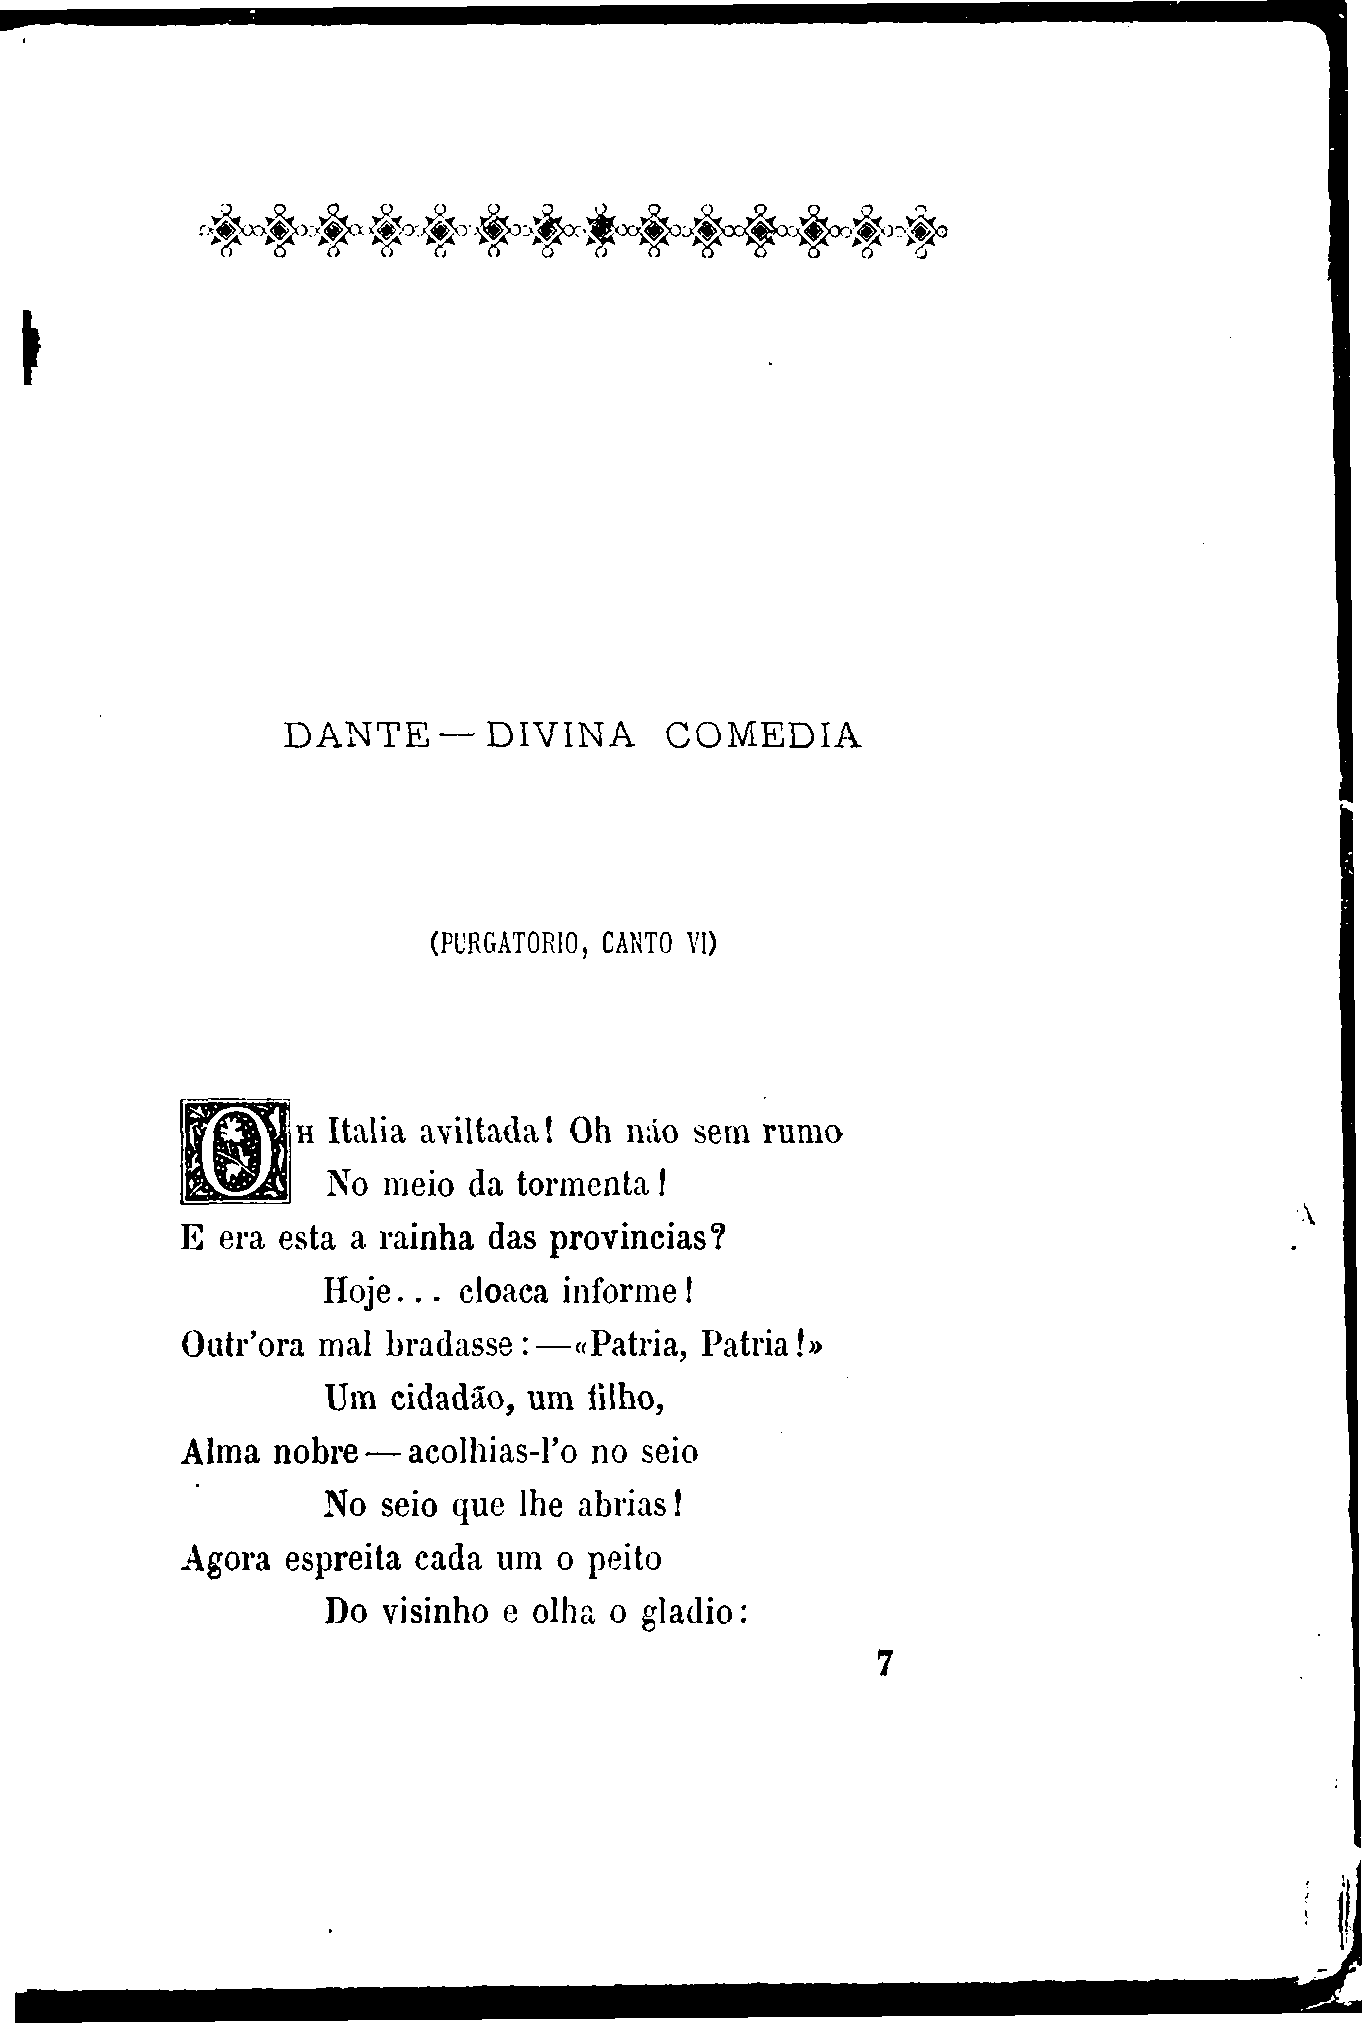 DANTE — DIVINA COMEDIA
(PURGATORIO, CANTO VI)
OH Italia aviltada! Oh náo sem rumo
No meio da tormenta!
E era esta a rainha das provincias?
Hoje... cloaca informe!
Outr'ora mal bradasse:—«Patria, Patria!»
Um cidadão, um filho,
Alma nobre — acolhias-l'o no seio
No seio que lhe abrias!
Agora espreita cada um o peito
Do visinho e olha o gladio:
7